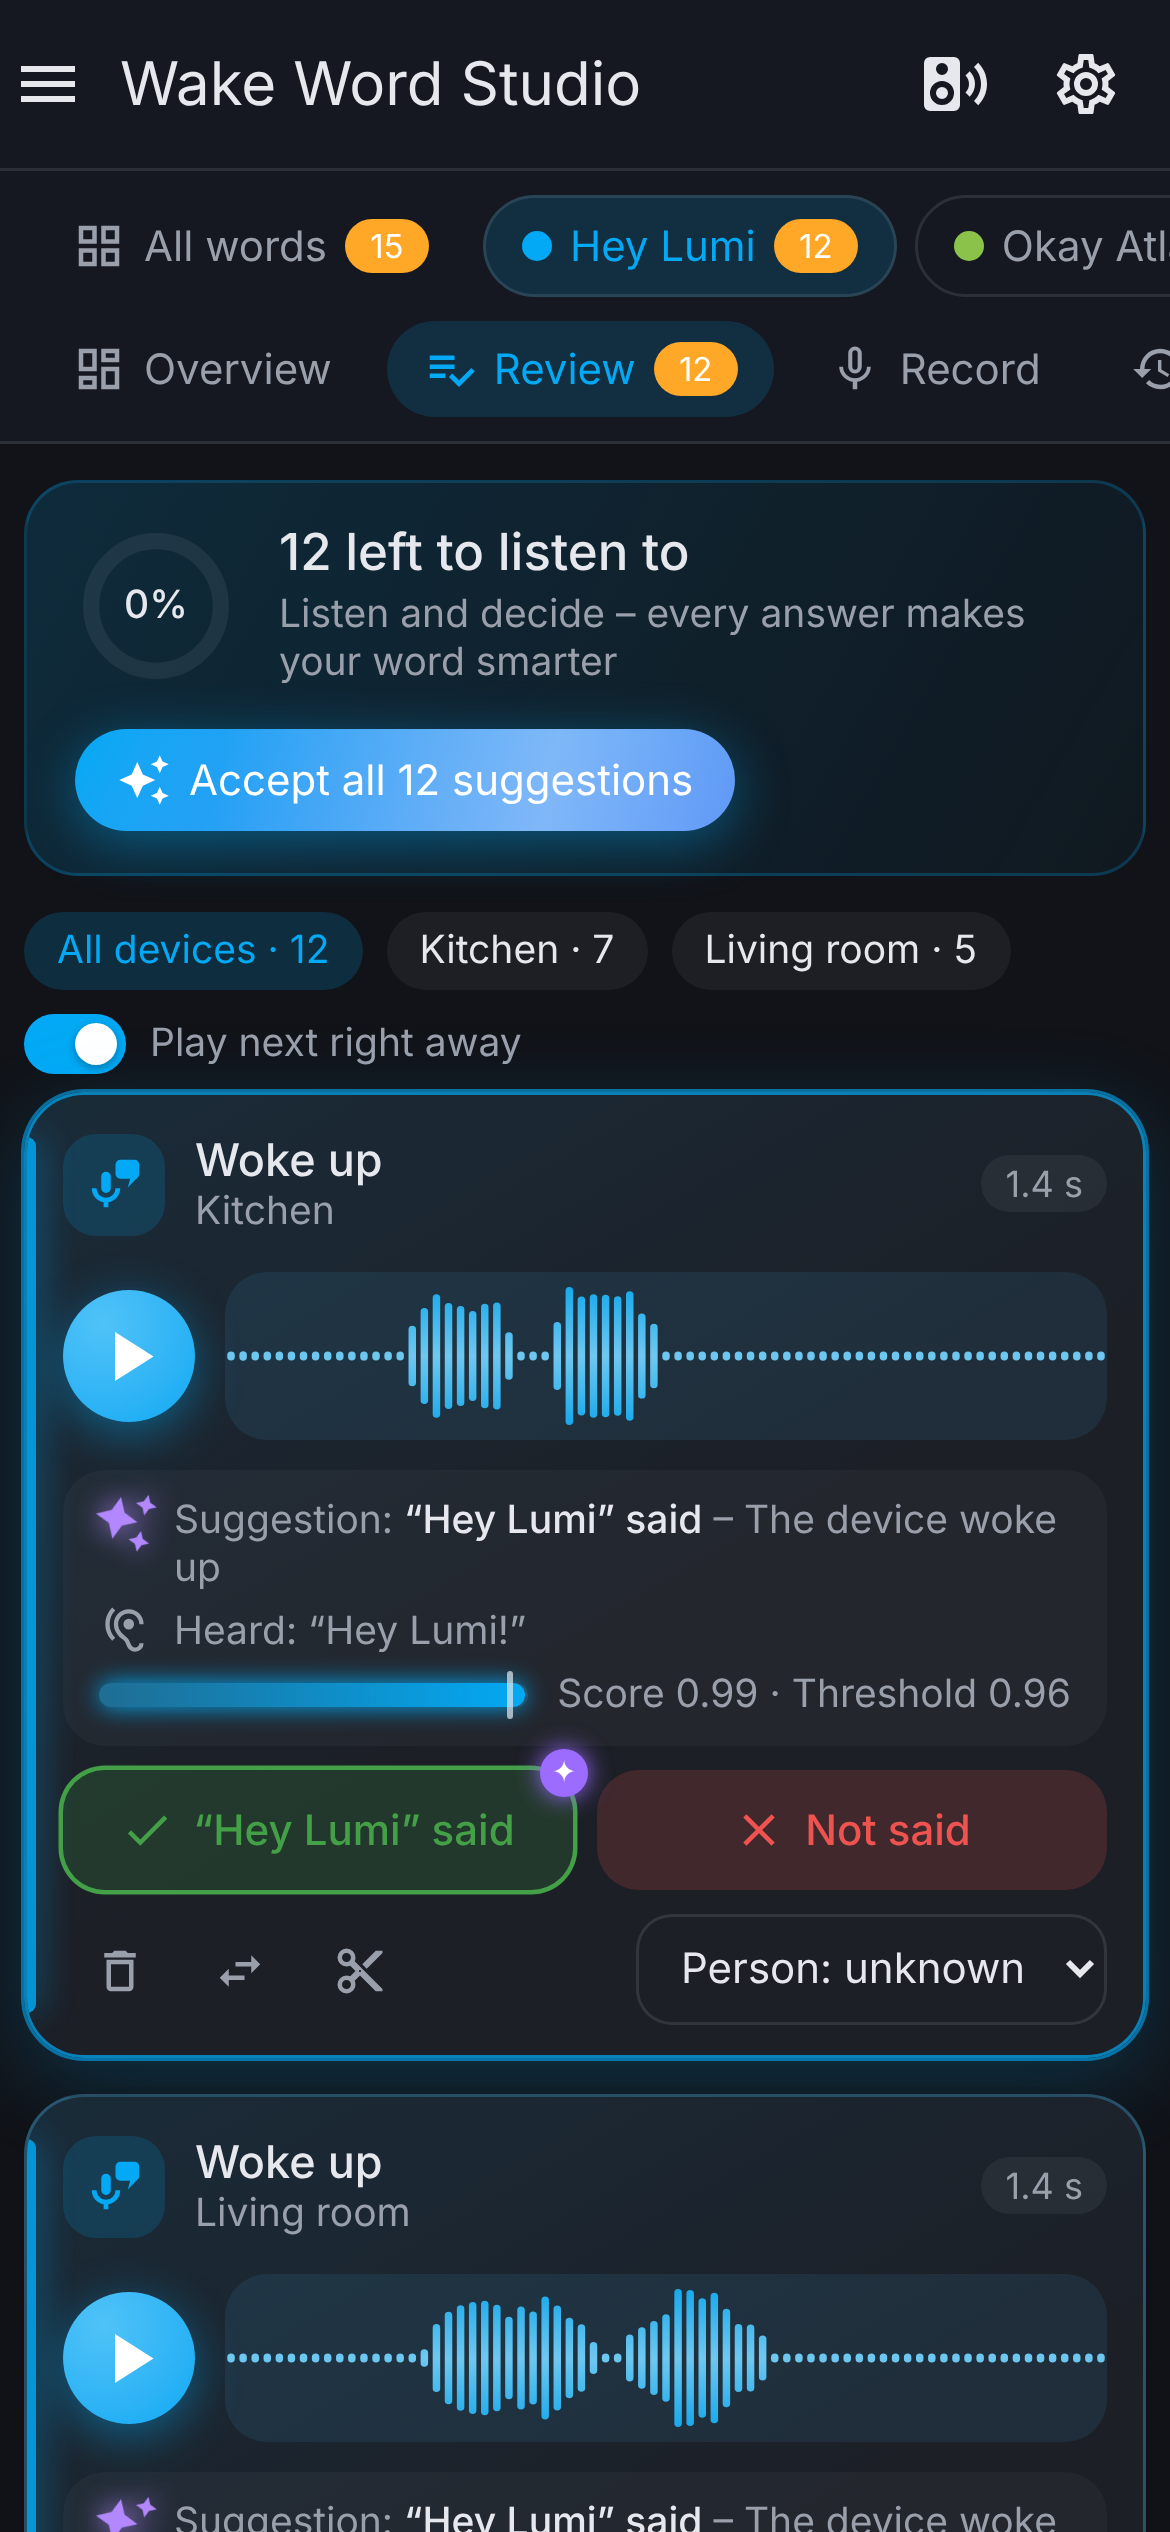 Wake Word Studio
All words 15 Hey Lumi 12 Okay Atl
Overview Review 12 Record
0%
12 left to listen to
Listen and decide – every answer makes
your word smarter
Accept all 12 suggestions
All devices · 12 Kitchen · 7 Living room · 5
Play next right away
Woke up
Kitchen
1.4 s
Suggestion: “Hey Lumi” said – The device woke
up
Heard: “Hey Lumi!”
Score 0.99 · Threshold 0.96
“Hey Lumi” said Not said
Person: unknown
Woke up
Living room
1.4 s
Suggestion: “Hey Lumi” said – The device woke